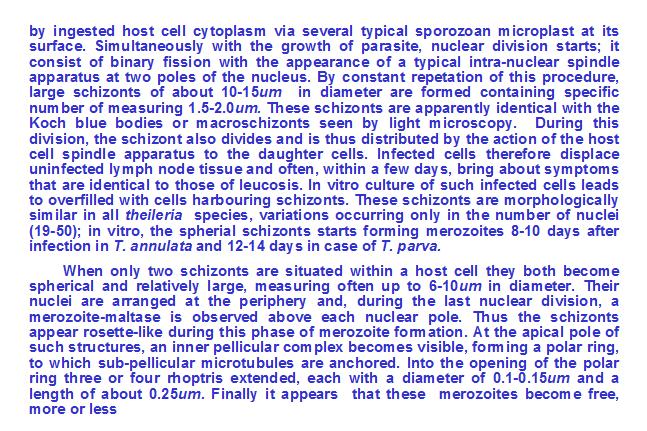 by ingested host cell cytoplasm via several typical sporozoan microplast at its
surface. Simultaneously with the growth of parasite, nuclear division starts; it
consist of binary fission with the appearance of a typical intra-nuclear spindle
apparatus at two poles of the nucleus. By constant repetation of this procedure,
large schizonts of about 10-15um in diameter are formed containing specific
number of measuring 1.5-2.0um. These schizonts are apparently identical with the
Koch blue bodies or macroschizonts seen by light microscopy. During this
division, the schizont also divides and is thus distributed by the action of the host
cell spindle apparatus to the daughter cells. Infected cells therefore displace
uninfected lymph node tissue and often, within a few days, bring about symptoms
that are identical to those of leucosis. In vitro culture of such infected cells leads
to overfilled with cells harbouring schizonts. These schizonts are morphologically
similar in all theileria species, variations occurring only in the number of nuclei
(19-50); in vitro, the spherial schizonts starts forming merozoites 8-10 days after
infection in T. annulata and 12-14 days in case of T. parva.
When only two schizonts are situated within a host cell they both become
spherical and relatively large, measuring often up to 6-10um in diameter. Their
nuclei are arranged at the periphery and, during the last nuclear division, a
merozoite-maltase is observed above each nuclear pole. Thus the schizonts
appear rosette-like during this phase of merozoite formation. At the apical pole of
such structures, an inner pellicular complex becomes visible, forming a polar ring,
to which sub-pellicular microtubules are anchored. Into the opening of the polar
ring three or four rhoptris extended, each with a diameter of 0.1-0.15um and a
length of about 0.25um. Finally it appears that these merozoites become free,
more or less